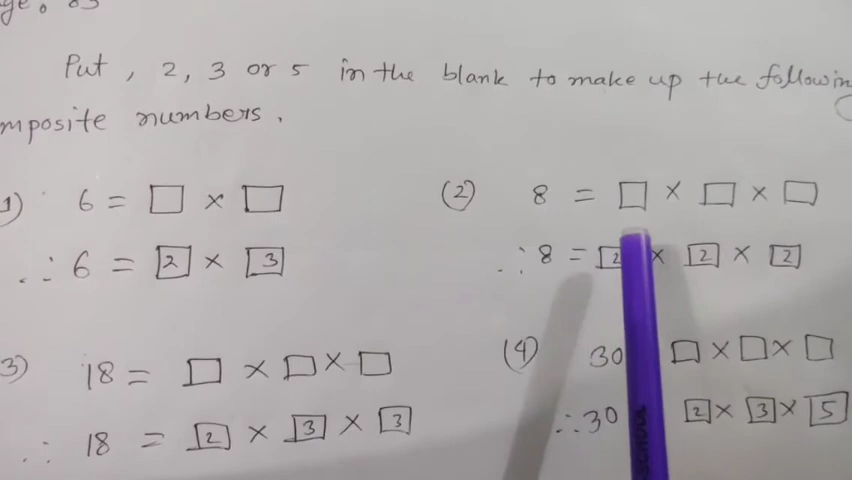 Put, 2, 3 or 5 in the blank to make up the following
mposite numbers.
1) 6 = □ × □
∴ 6 = 2 × 3
(2) 8 = □ × □ × □
∴ 8 = 2 × 2 × 2
3) 18 = □ × □ × □
∴ 18 = 2 × 3 × 3
(4) 30 □ × □ × □
∴ 30 2 × 3 × 5